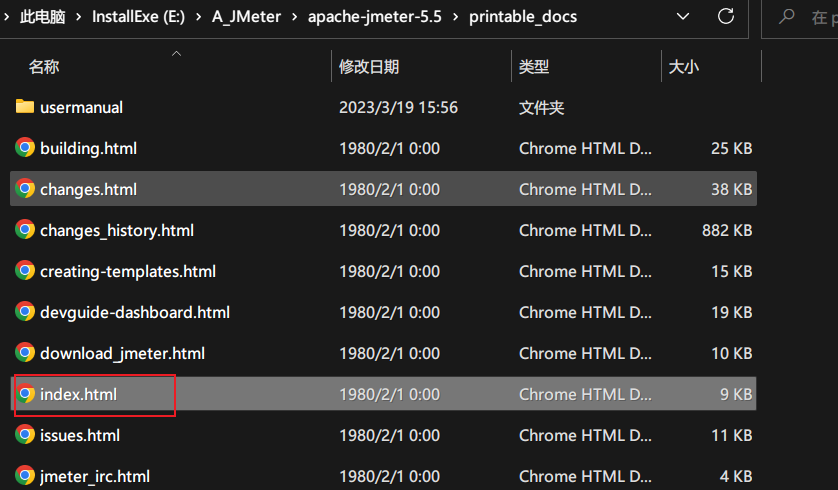 此电脑 > InstallExe (E:) > A_JMeter > apache-jmeter-5.5 > printable_docs 在 p
名称 修改日期 类型 大小
usermanual 2023/3/19 15:56 文件夹
building.html 1980/2/1 0:00 Chrome HTML D... 25 KB
changes.html 1980/2/1 0:00 Chrome HTML D... 38 KB
changes_history.html 1980/2/1 0:00 Chrome HTML D... 882 KB
creating-templates.html 1980/2/1 0:00 Chrome HTML D... 15 KB
devguide-dashboard.html 1980/2/1 0:00 Chrome HTML D... 19 KB
download_jmeter.html 1980/2/1 0:00 Chrome HTML D... 10 KB
index.html 1980/2/1 0:00 Chrome HTML D... 9 KB
issues.html 1980/2/1 0:00 Chrome HTML D... 11 KB
jmeter_irc.html 1980/2/1 0:00 Chrome HTML D... 4 KB